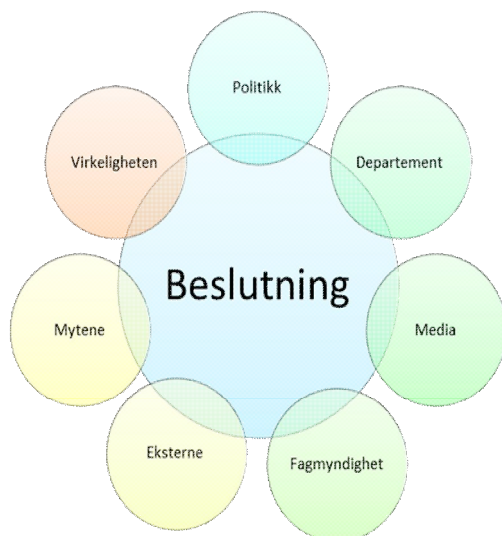 Politikk
Departement
Media
Fagmyndighet
Eksterne
Mytene
Virkeligheten
Beslutning